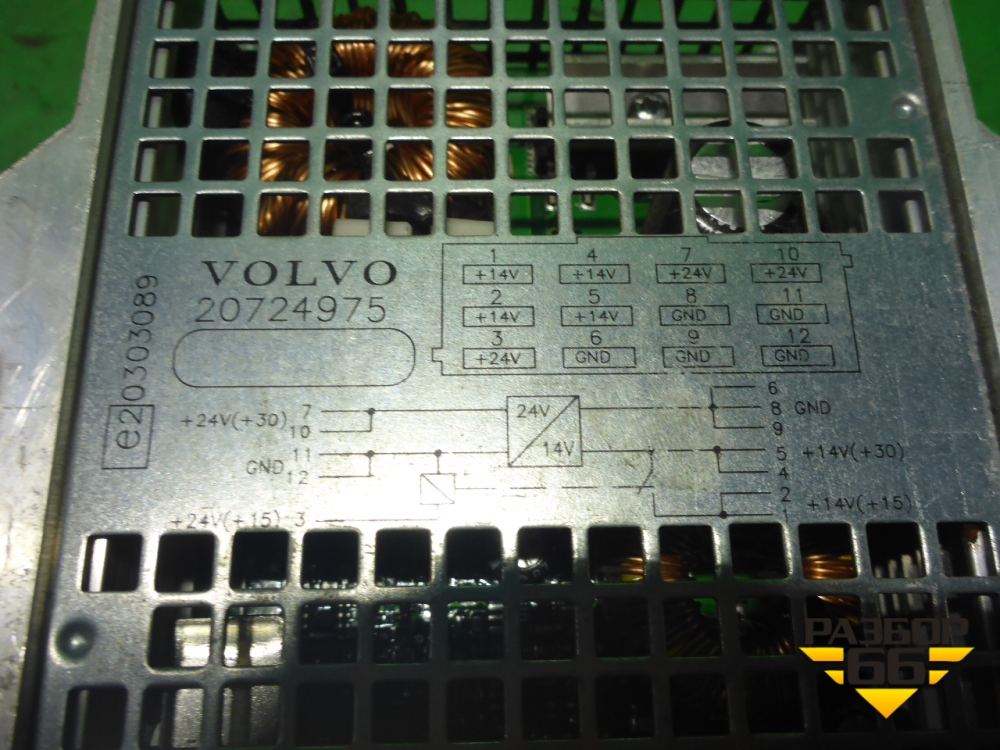 VOLVO
20724975
e2 0303089
1 4 7 10
+14V +14V +24V +24V
2 5 8 11
+14V +14V GND GND
3 6 9 12
+24V GND GND GND
6
+24V(+30) 7 24V 8 GND
10 9
11 14V 5 +14V(+30)
GND 12 4
2
+14V(+15)
+24V(+15) 3 1
РАЗБОР
66